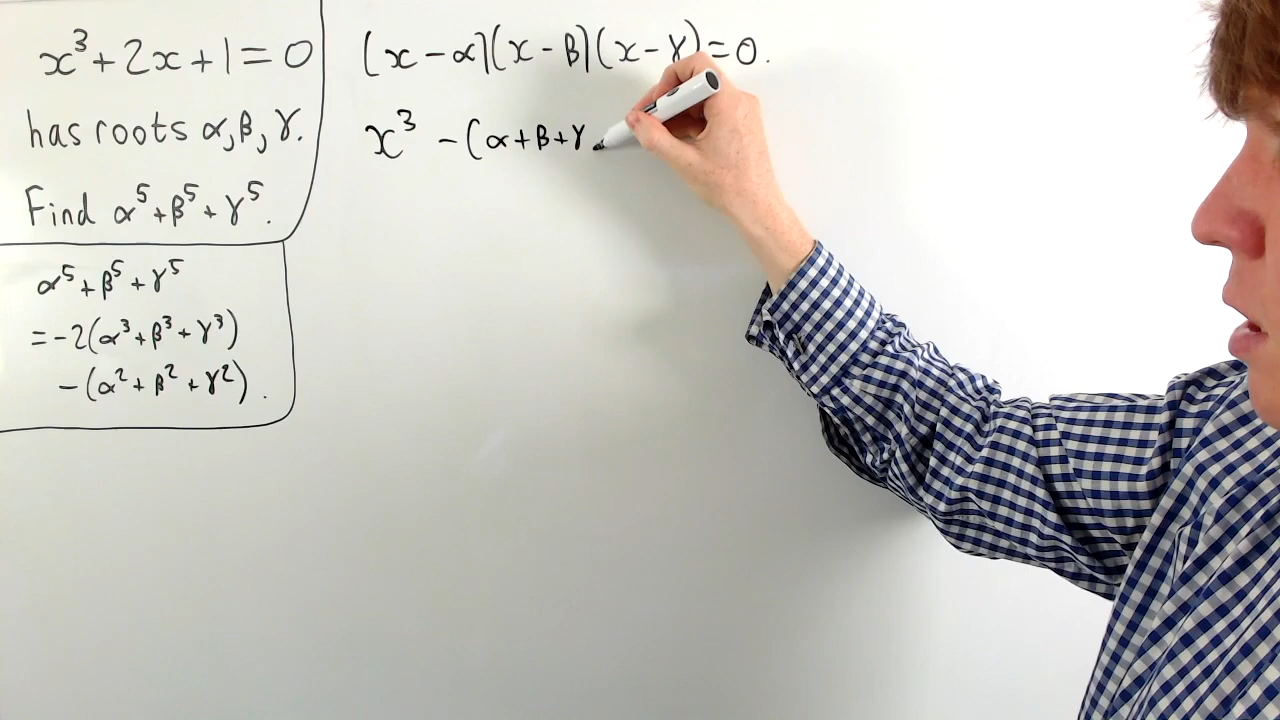 x³+2x+1=0
has roots α, β, γ.
Find α⁵+β⁵+γ⁵.
α⁵+β⁵+γ⁵
=-2(α³+β³+γ³)
-(α²+β²+γ²).
(x-α)(x-β)(x-γ)=0.
x³ -(α+β+γ